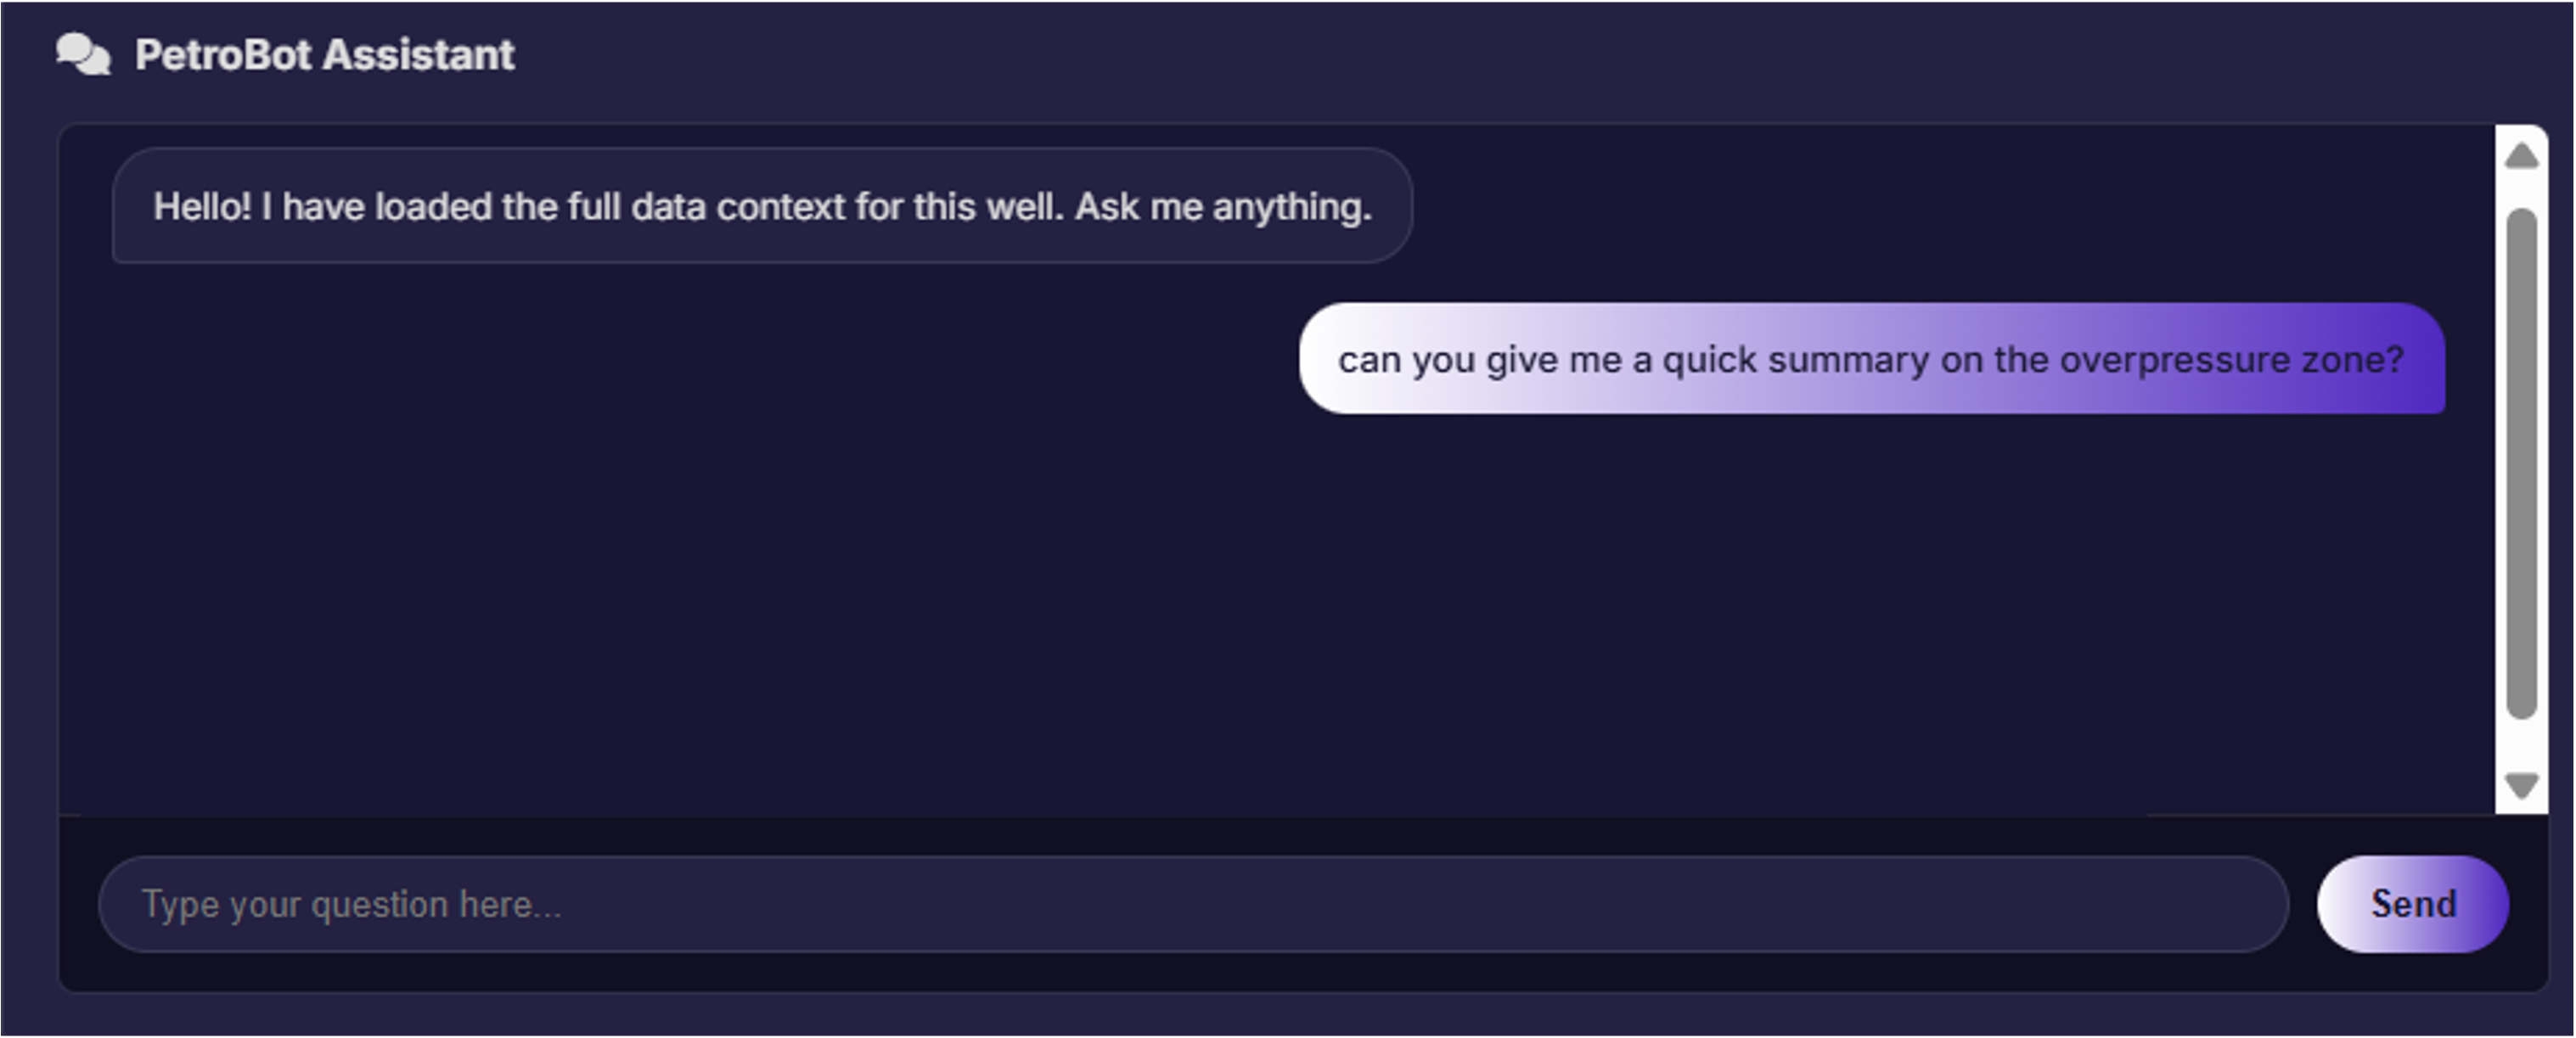 PetroBot Assistant
Hello! I have loaded the full data context for this well. Ask me anything.
can you give me a quick summary on the overpressure zone?
Type your question here...
Send